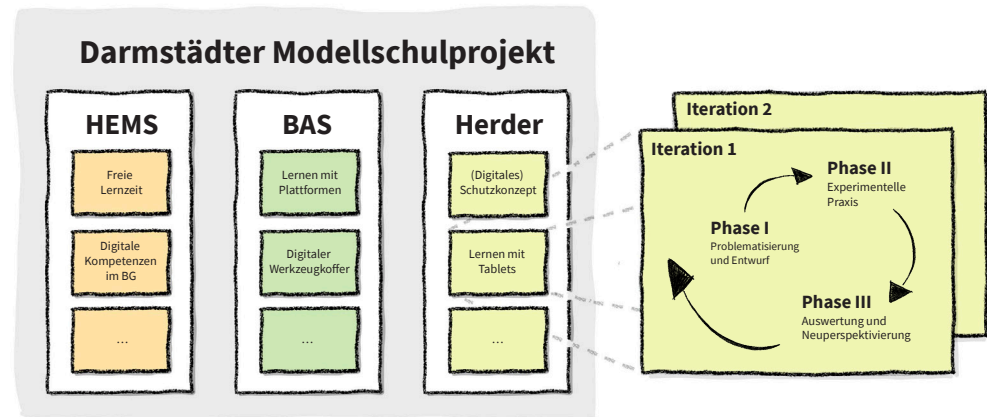 Darmstädter Modellschulprojekt
HEMS
Freie
Lernzeit
Digitale
Kompetenzen
im BG
...
BAS
Lernen mit
Plattformen
Digitaler
Werkzeugkoffer
...
Herder
(Digitales)
Schutzkonzept
Lernen mit
Tablets
...
Iteration 2
Iteration 1
Phase I
Problematisierung
und Entwurf
Phase II
Experimentelle
Praxis
Phase III
Auswertung und
Neuperspektivierung